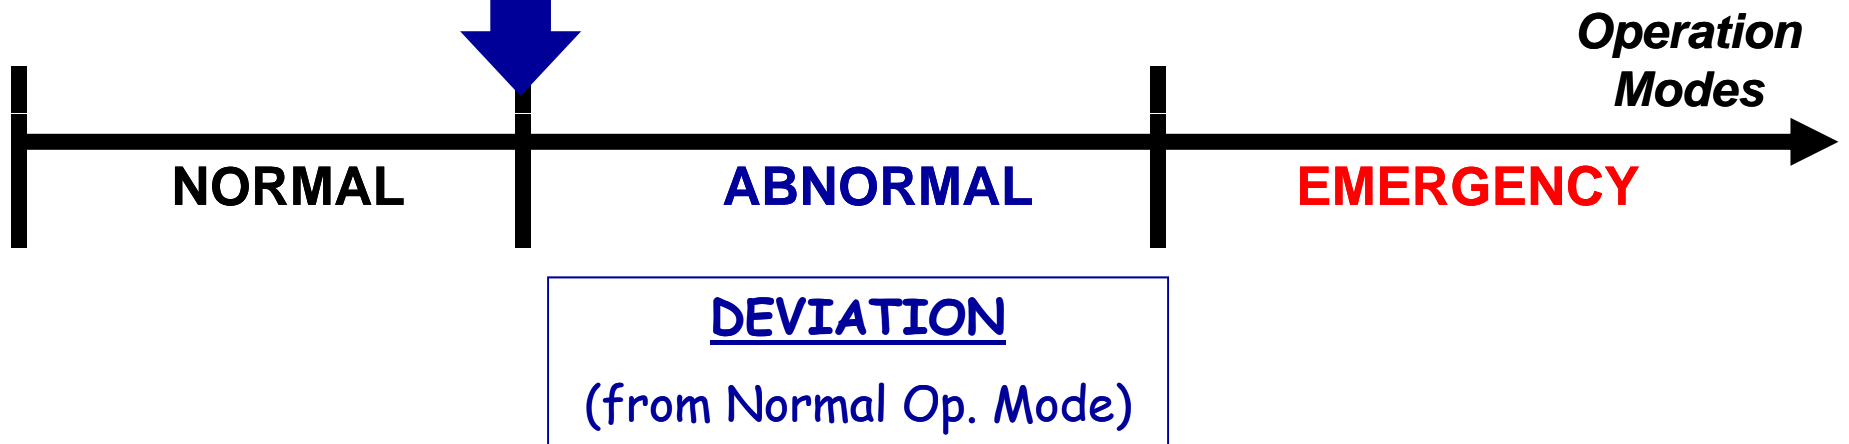 Operation
Modes
NORMAL
ABNORMAL
EMERGENCY
DEVIATION
(from Normal Op. Mode)